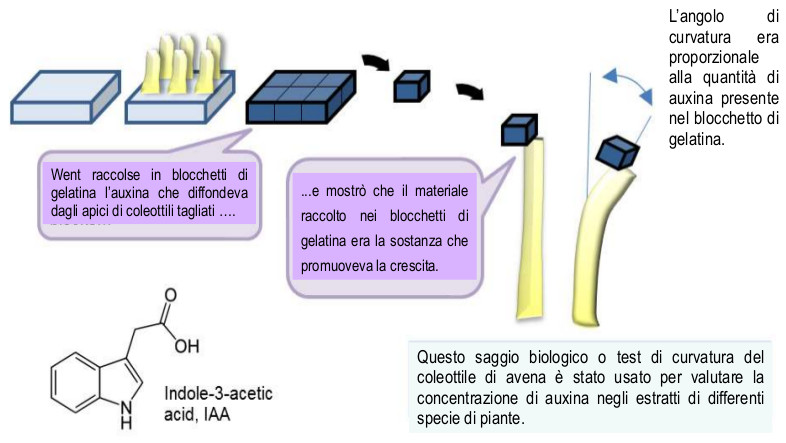 L'angolo di
curvatura era
proporzionale
alla quantità di
auxina presente
nel blocchetto di
gelatina.
Went raccolse in blocchetti di
gelatina l'auxina che diffondeva
dagli apici di coleottili tagliati ….
...e mostrò che il materiale
raccolto nei blocchetti di
gelatina era la sostanza che
promuoveva la crescita.
O
OH
N
H
Indole-3-acetic
acid, IAA
Questo saggio biologico o test di curvatura del
coleottile di avena è stato usato per valutare la
concentrazione di auxina negli estratti di differenti
specie di piante.